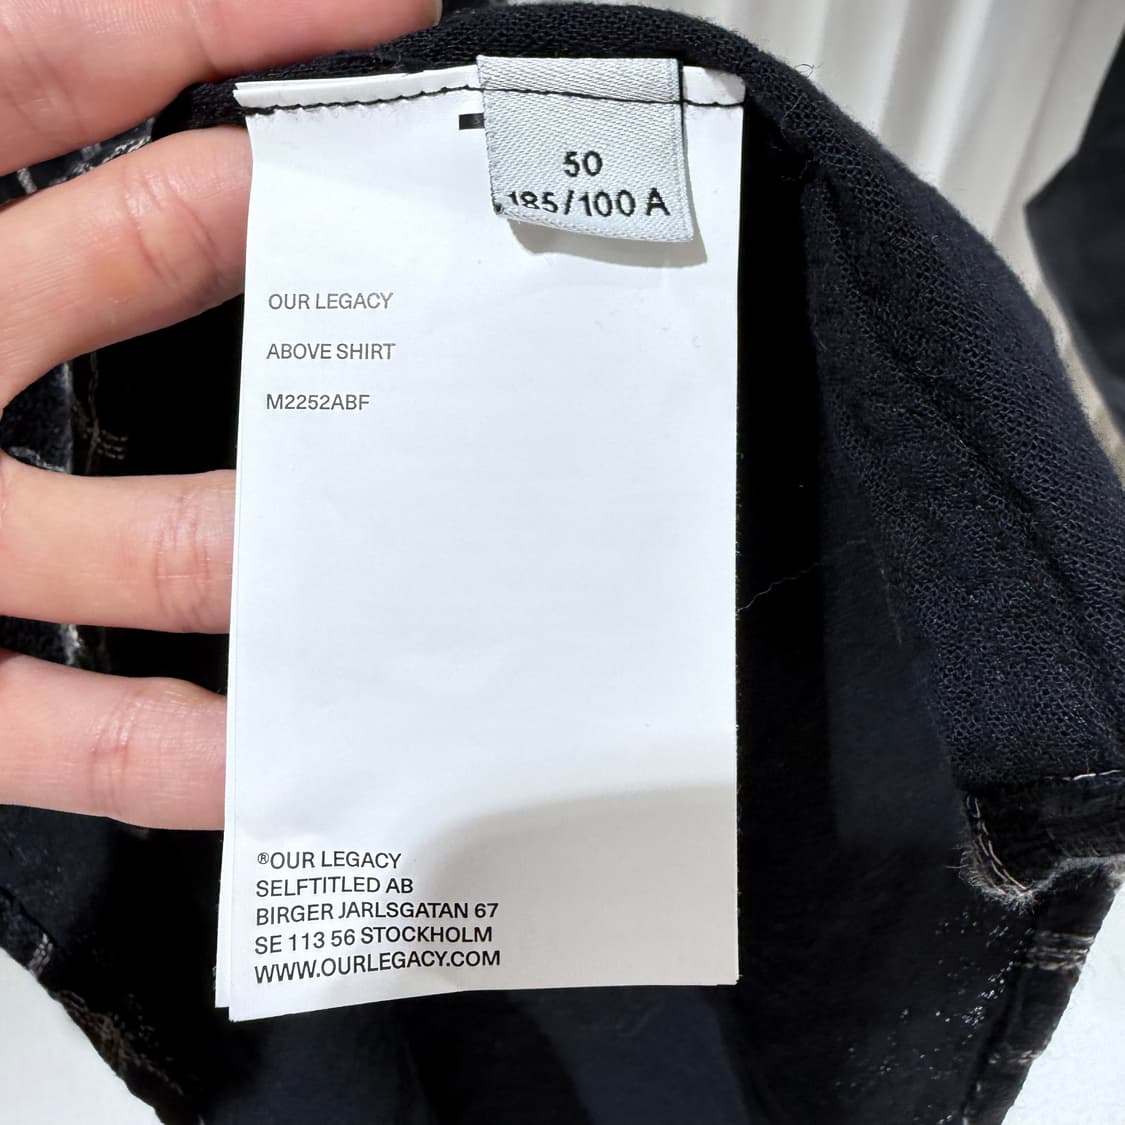 50
185/100 A
OUR LEGACY
ABOVE SHIRT
M2252ABF
®OUR LEGACY
SELFTITLED AB
BIRGER JARLSGATAN 67
SE 113 56 STOCKHOLM
WWW.OURLEGACY.COM